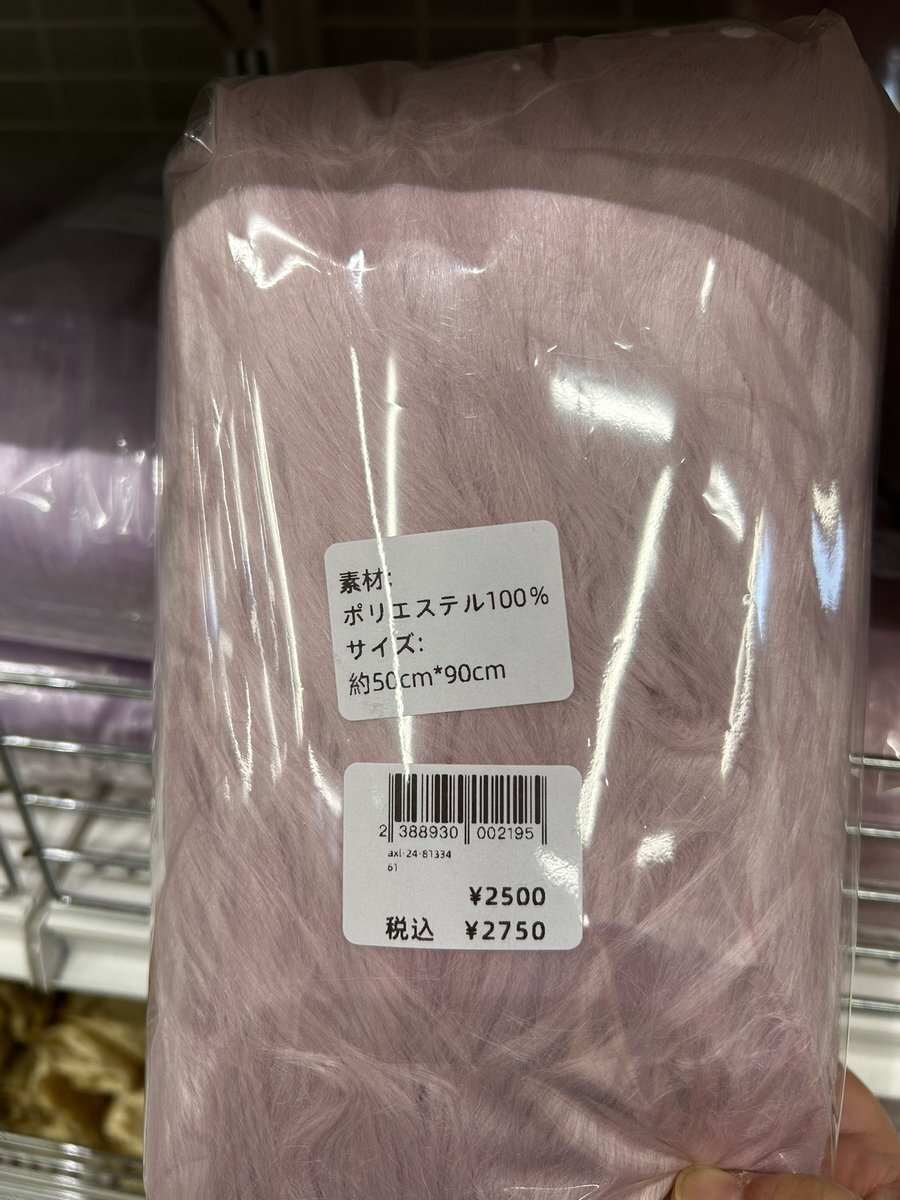 素材:
ポリエステル100%
サイズ:
約50cm*90cm
2 388930 002195
axl-24-81334
61
¥2500
税込 ¥2750